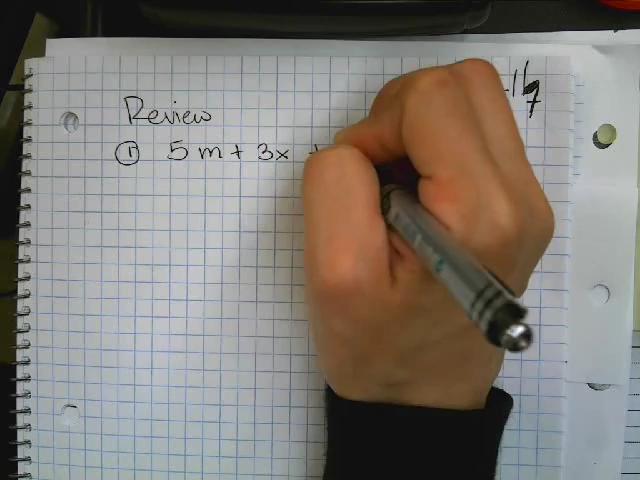 Review
① 5m + 3x +